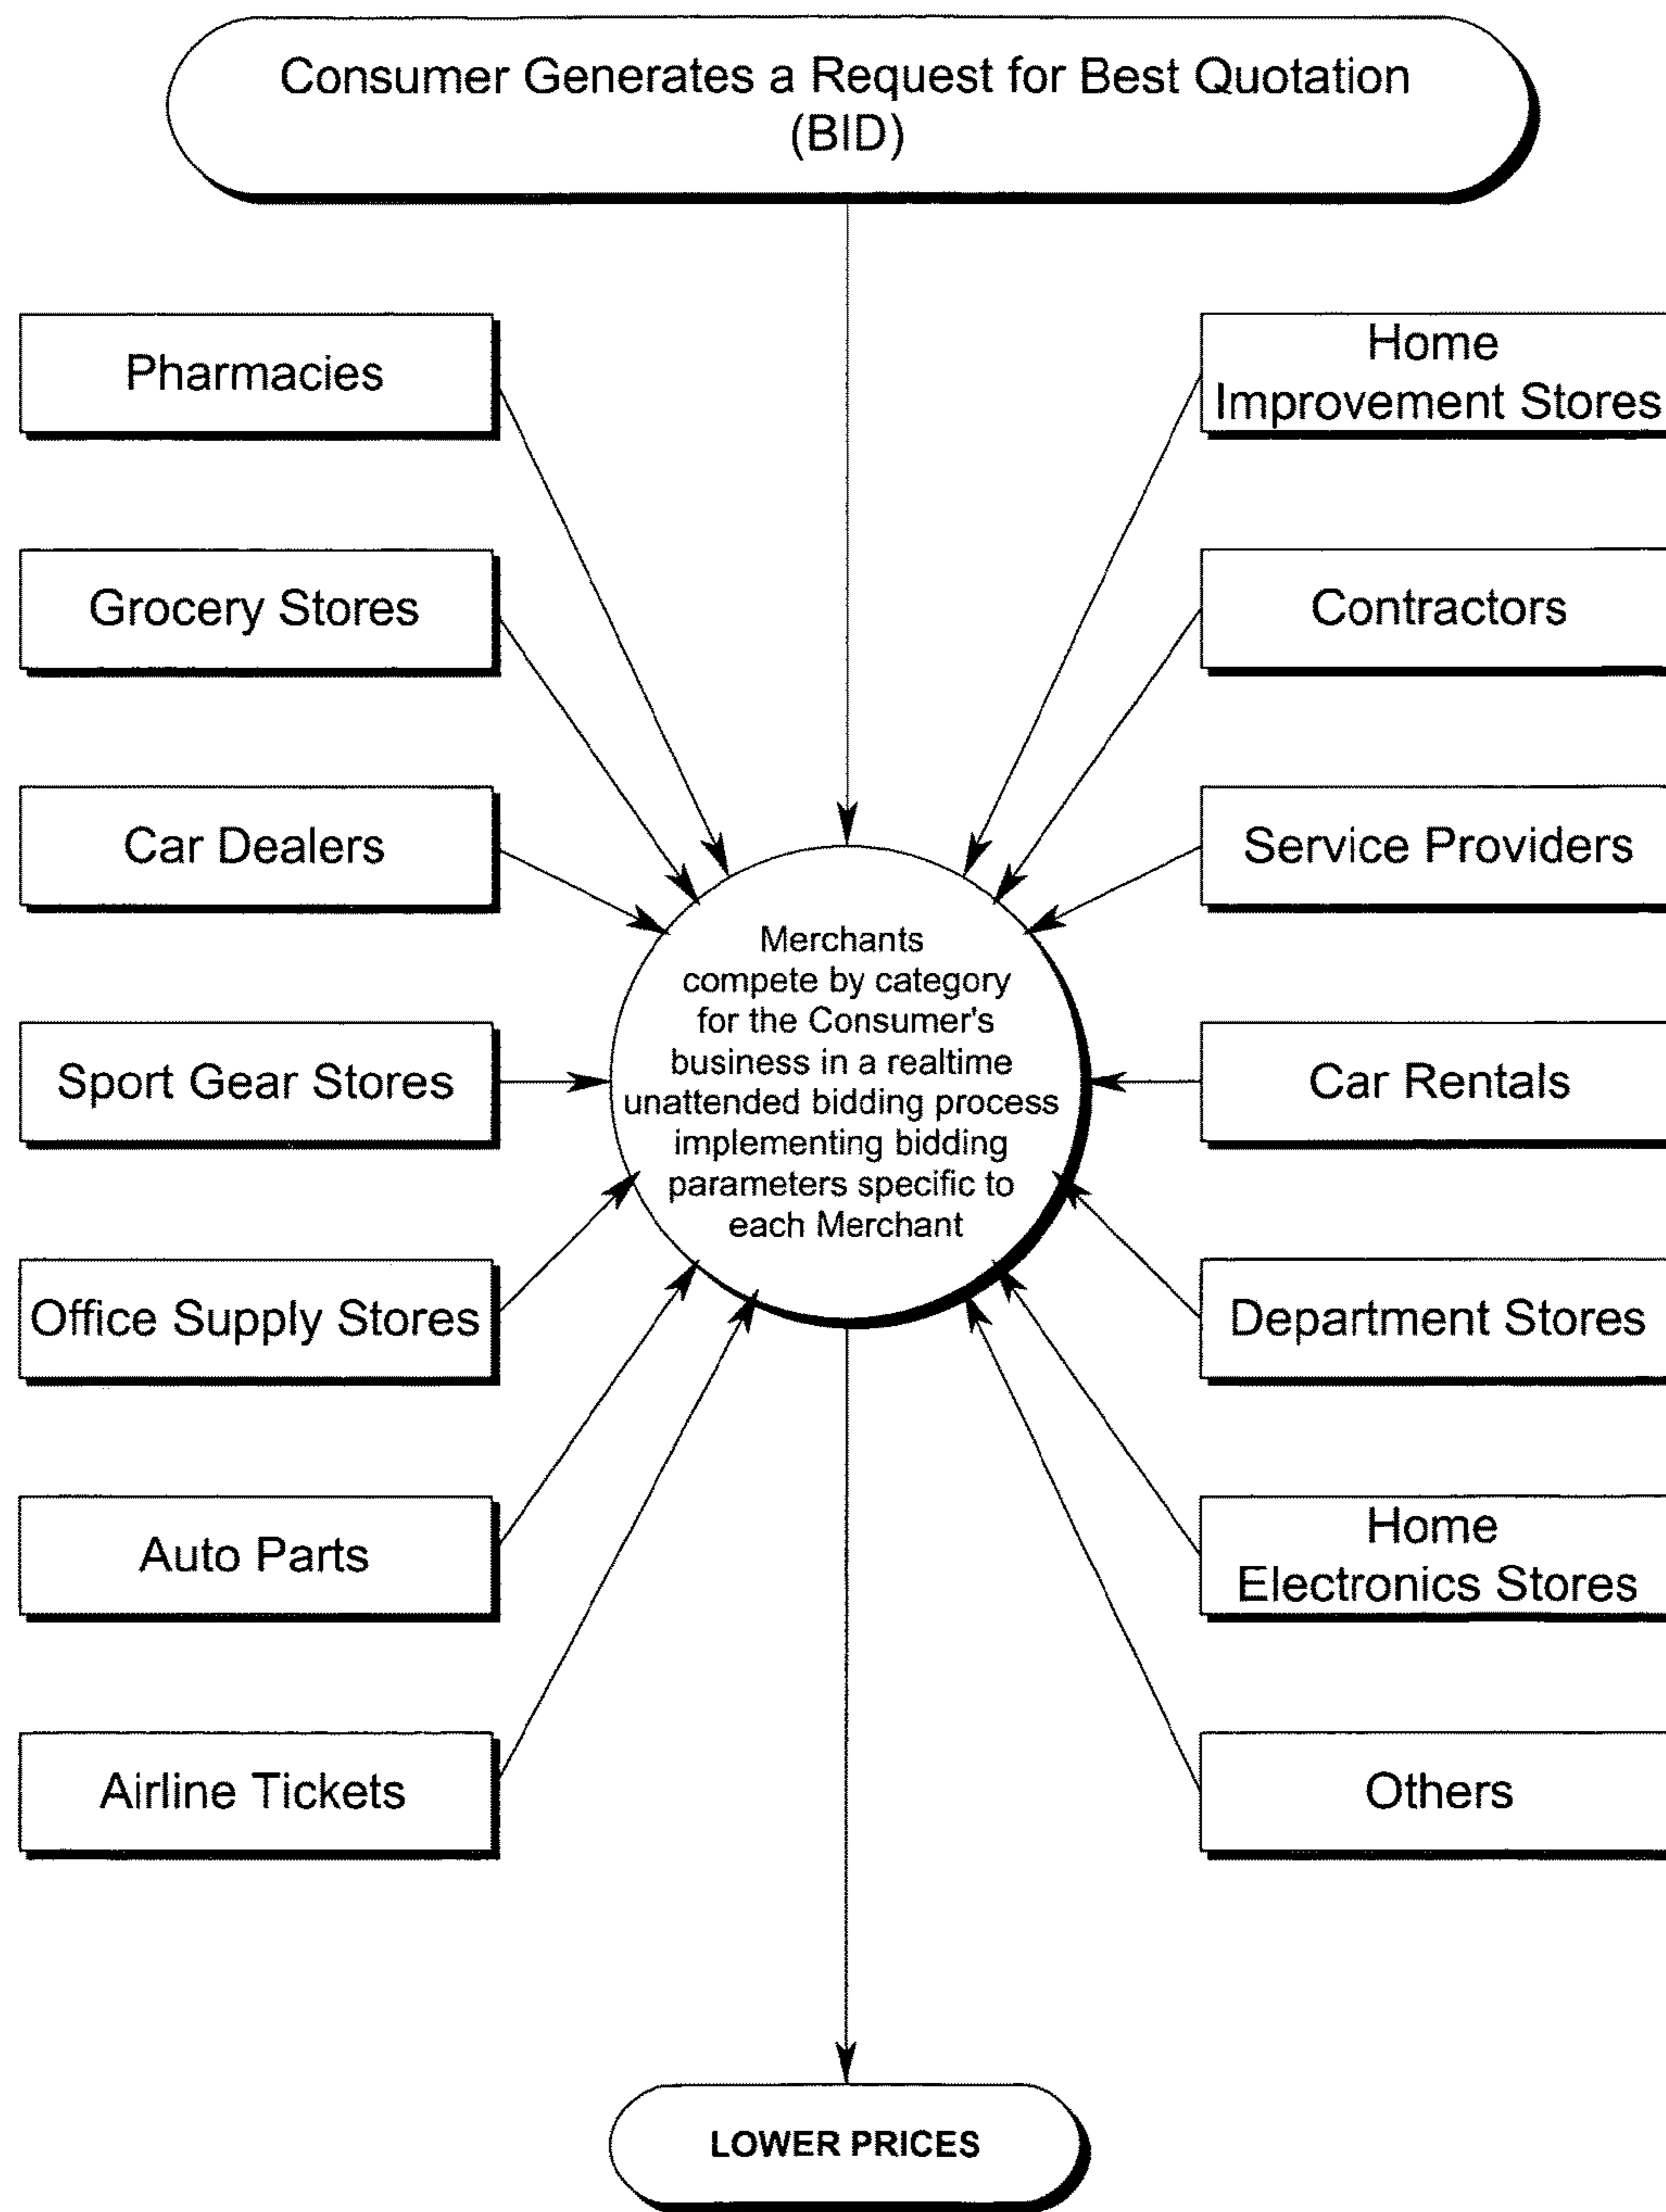 Consumer Generates a Request for Best Quotation
(BID)
Pharmacies
Grocery Stores
Car Dealers
Sport Gear Stores
Office Supply Stores
Auto Parts
Airline Tickets
Merchants
compete by category
for the Consumer's
business in a realtime
unattended bidding process
implementing bidding
parameters specific to
each Merchant
Home
Improvement Stores
Contractors
Service Providers
Car Rentals
Department Stores
Home
Electronics Stores
Others
LOWER PRICES